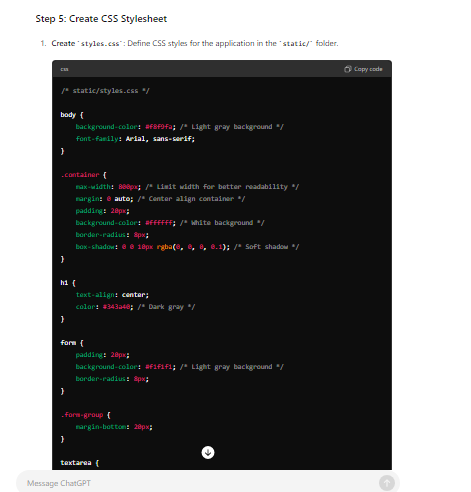 Step 5: Create CSS Stylesheet
1. Create `styles.css`: Define CSS styles for the application in the `static/` folder.
css
Copy code
/* static/styles.css */
body {
background-color: #f8f9fa; /* Light gray background */
font-family: Arial, sans-serif;
}
.container {
max-width: 800px; /* Limit width for better readability */
margin: 0 auto; /* Center align container */
padding: 20px;
background-color: #ffffff; /* White background */
border-radius: 8px;
box-shadow: 0 0 10px rgba(0, 0, 0, 0.1); /* Soft shadow */
}
h1 {
text-align: center;
color: #343a40; /* Dark gray */
}
form {
padding: 20px;
background-color: #f1f1f1; /* Light gray background */
border-radius: 8px;
}
.form-group {
margin-bottom: 20px;
}
textarea {
Message ChatGPT